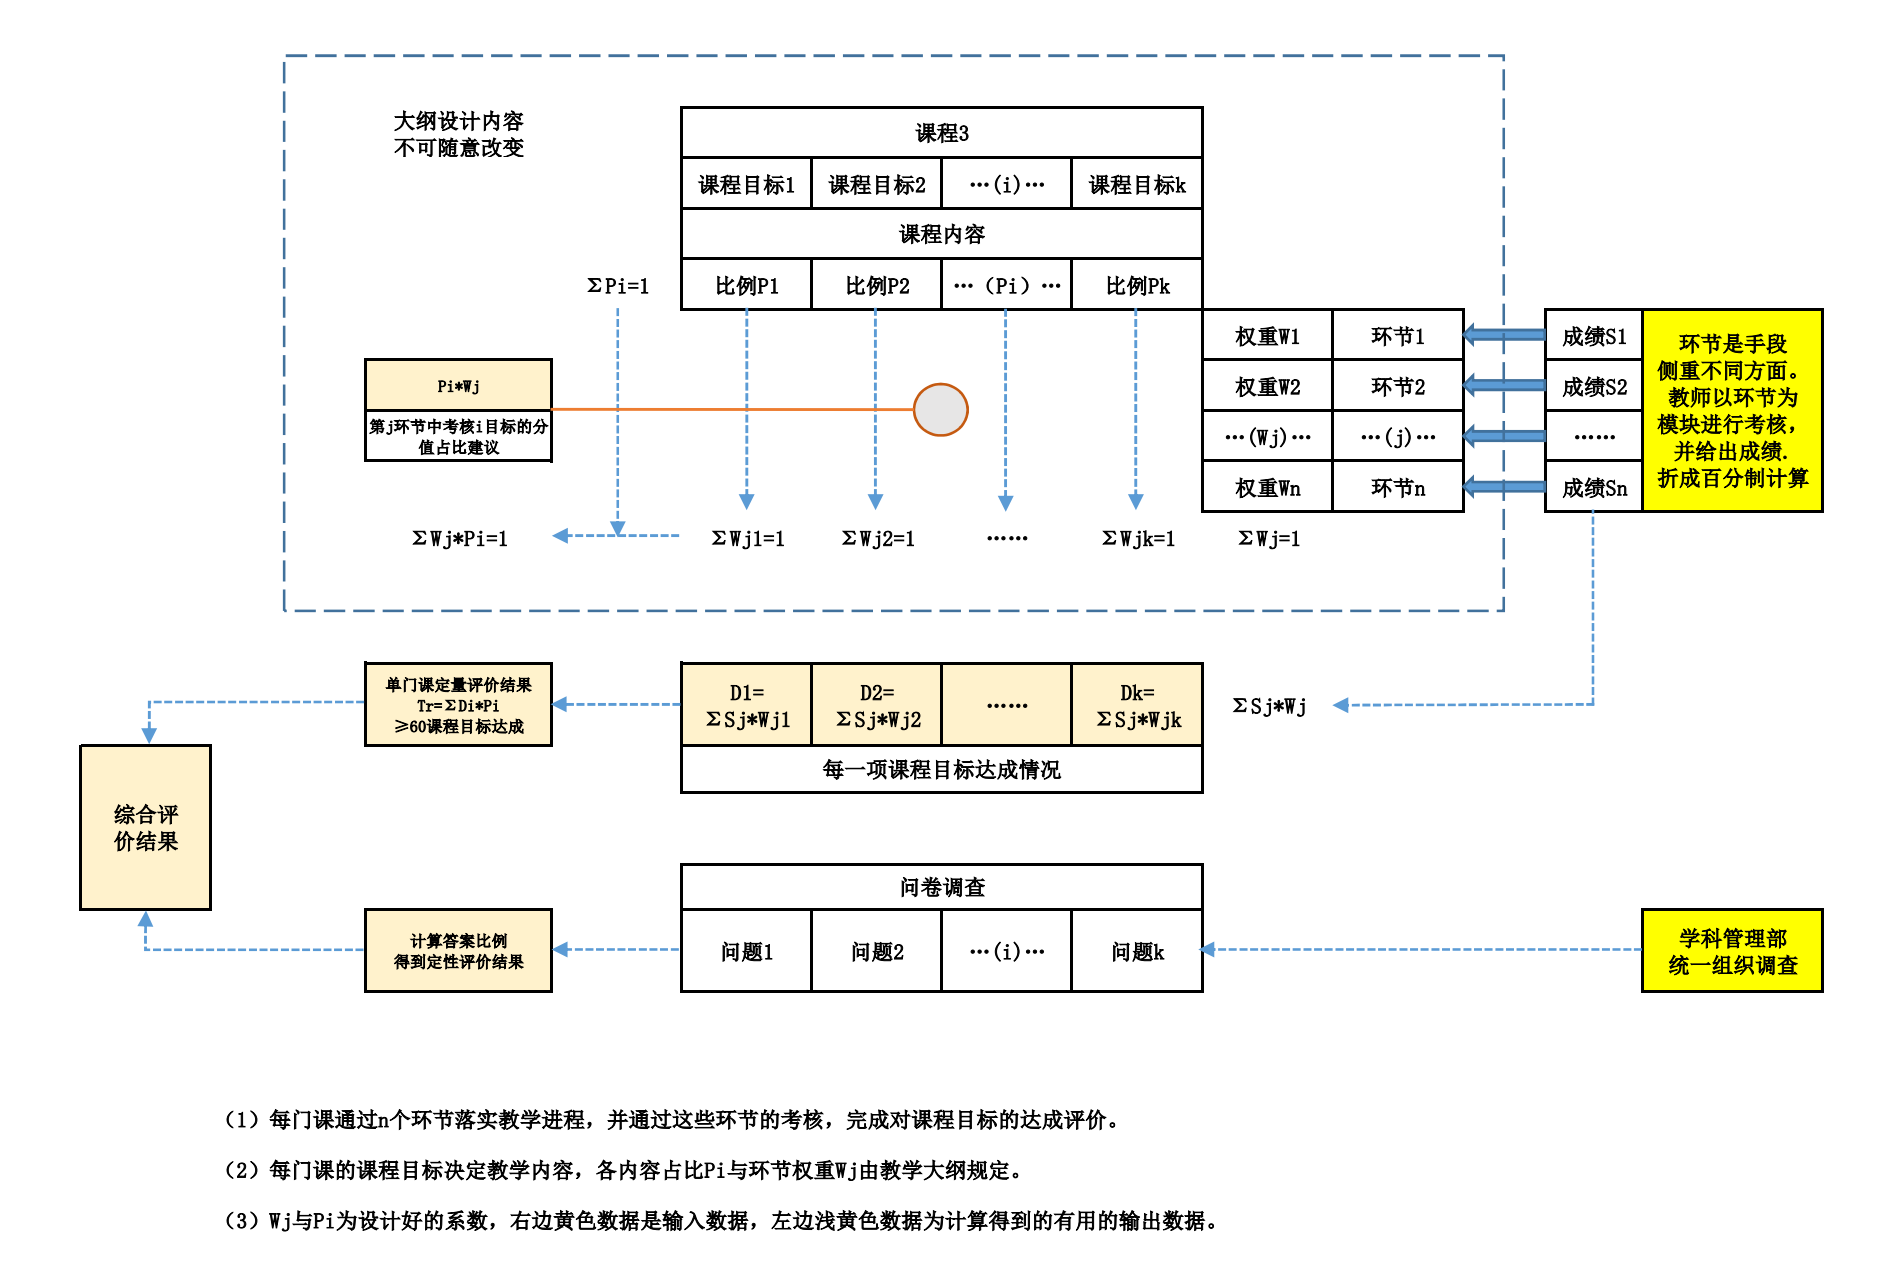 大纲设计内容
不可随意改变
课程3
课程目标1 课程目标2 …(i)… 课程目标k
课程内容
ΣPi=1 比例P1 比例P2 …（Pi）… 比例Pk
权重W1 环节1 成绩S1
权重W2 环节2 成绩S2
…(Wj)… …(j)… ……
权重Wn 环节n 成绩Sn
环节是手段
侧重不同方面。
教师以环节为
模块进行考核，
并给出成绩.
折成百分制计算
Pi*Wj
第j环节中考核i目标的分
值占比建议
ΣWj*Pi=1 ΣWj1=1 ΣWj2=1 …… ΣWjk=1 ΣWj=1
单门课定量评价结果
Tr=ΣDi*Pi
≥60课程目标达成
D1=
ΣSj*Wj1
D2=
ΣSj*Wj2
……
Dk=
ΣSj*Wjk
ΣSj*Wj
每一项课程目标达成情况
综合评
价结果
问卷调查
问题1 问题2 …(i)… 问题k
计算答案比例
得到定性评价结果
学科管理部
统一组织调查
（1）每门课通过n个环节落实教学进程，并通过这些环节的考核，完成对课程目标的达成评价。
（2）每门课的课程目标决定教学内容，各内容占比Pi与环节权重Wj由教学大纲规定。
（3）Wj与Pi为设计好的系数，右边黄色数据是输入数据，左边浅黄色数据为计算得到的有用的输出数据。